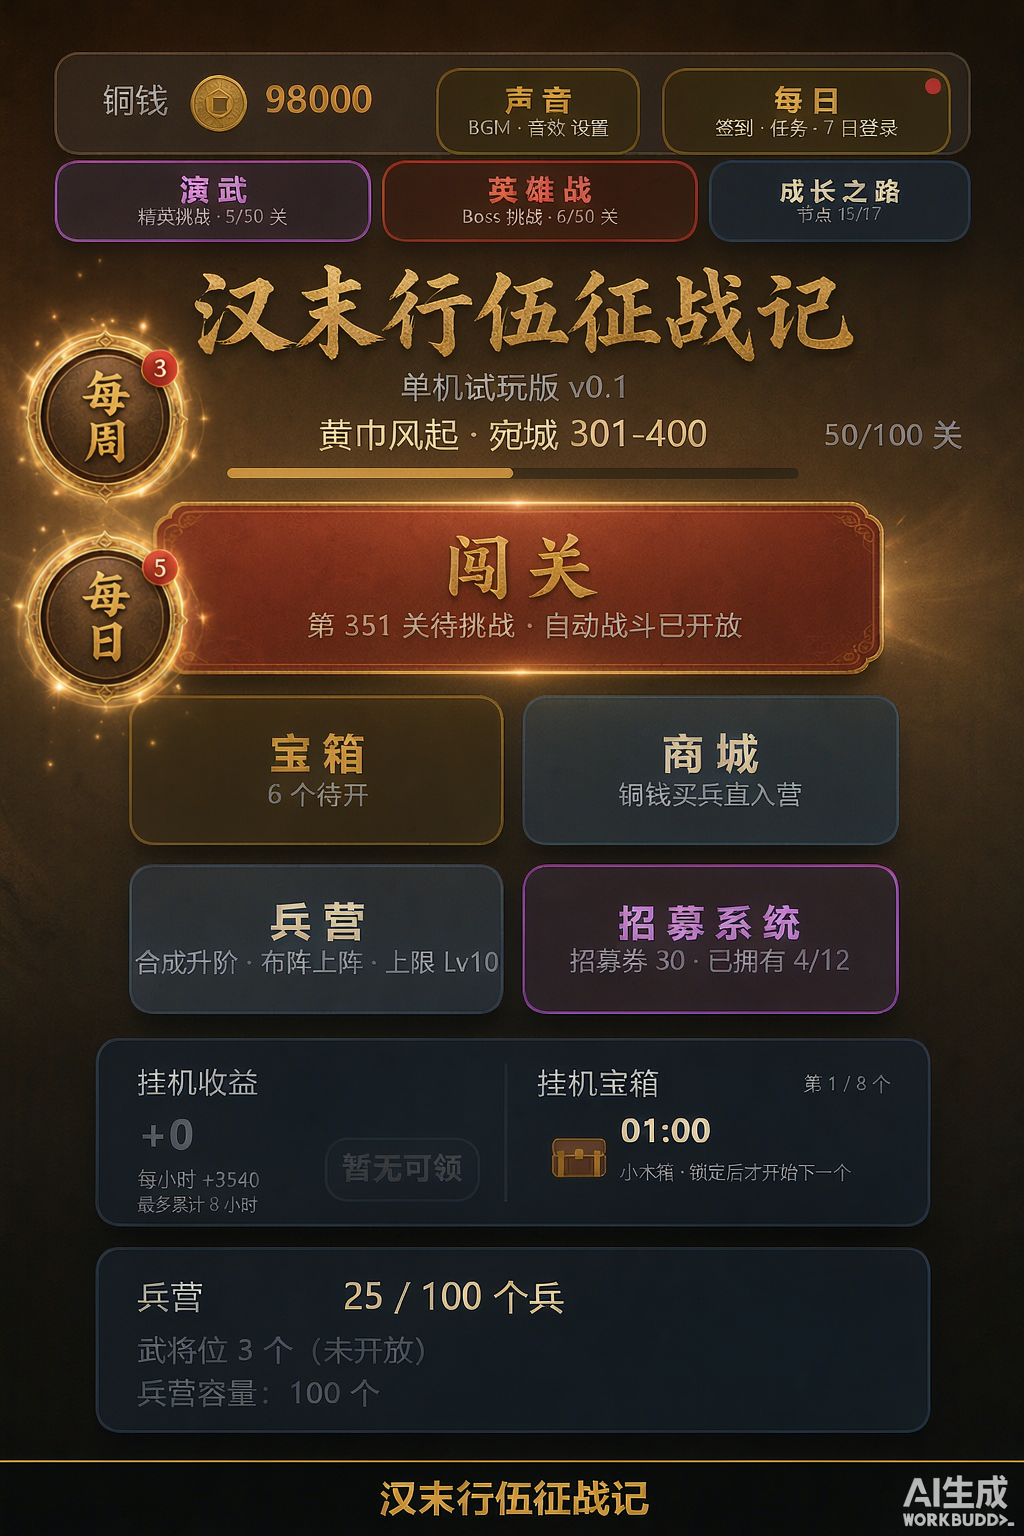 铜钱 98000
声音
BGM · 音效 设置
每日
签到 · 任务 · 7 日登录
演武
精英挑战 · 5/50 关
英雄战
Boss 挑战 · 6/50 关
成长之路
节点 15/17
汉末行伍征战记
单机试玩版 v0.1
每周
3
黄巾风起 · 宛城 301-400
50/100 关
每日
5
闯关
第 351 关待挑战 · 自动战斗已开放
宝箱
6 个待开
商城
铜钱买兵直入营
兵营
合成升阶 · 布阵上阵 · 上限 Lv10
招募系统
招募券 30 · 已拥有 4/12
挂机收益
+0
每小时 +3540
最多累计 8 小时
暂无可领
挂机宝箱
第 1 / 8 个
01:00
小木箱 · 锁定后才开始下一个
兵营
25 / 100 个兵
武将位 3 个（未开放）
兵营容量：100 个
汉末行伍征战记
AI生成
WORKBUDD>_